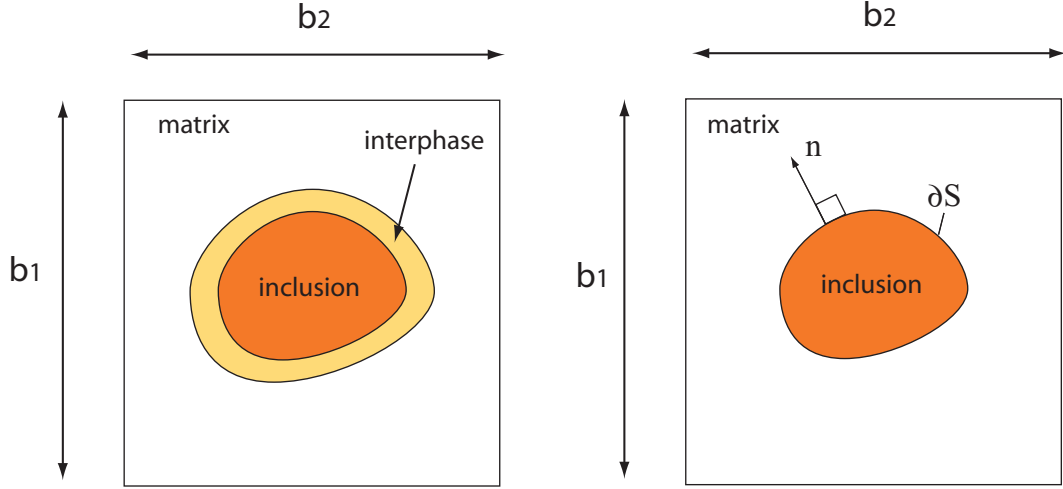 b2
matrix
interphase
b1
inclusion
b2
matrix
n
∂S
b1
inclusion